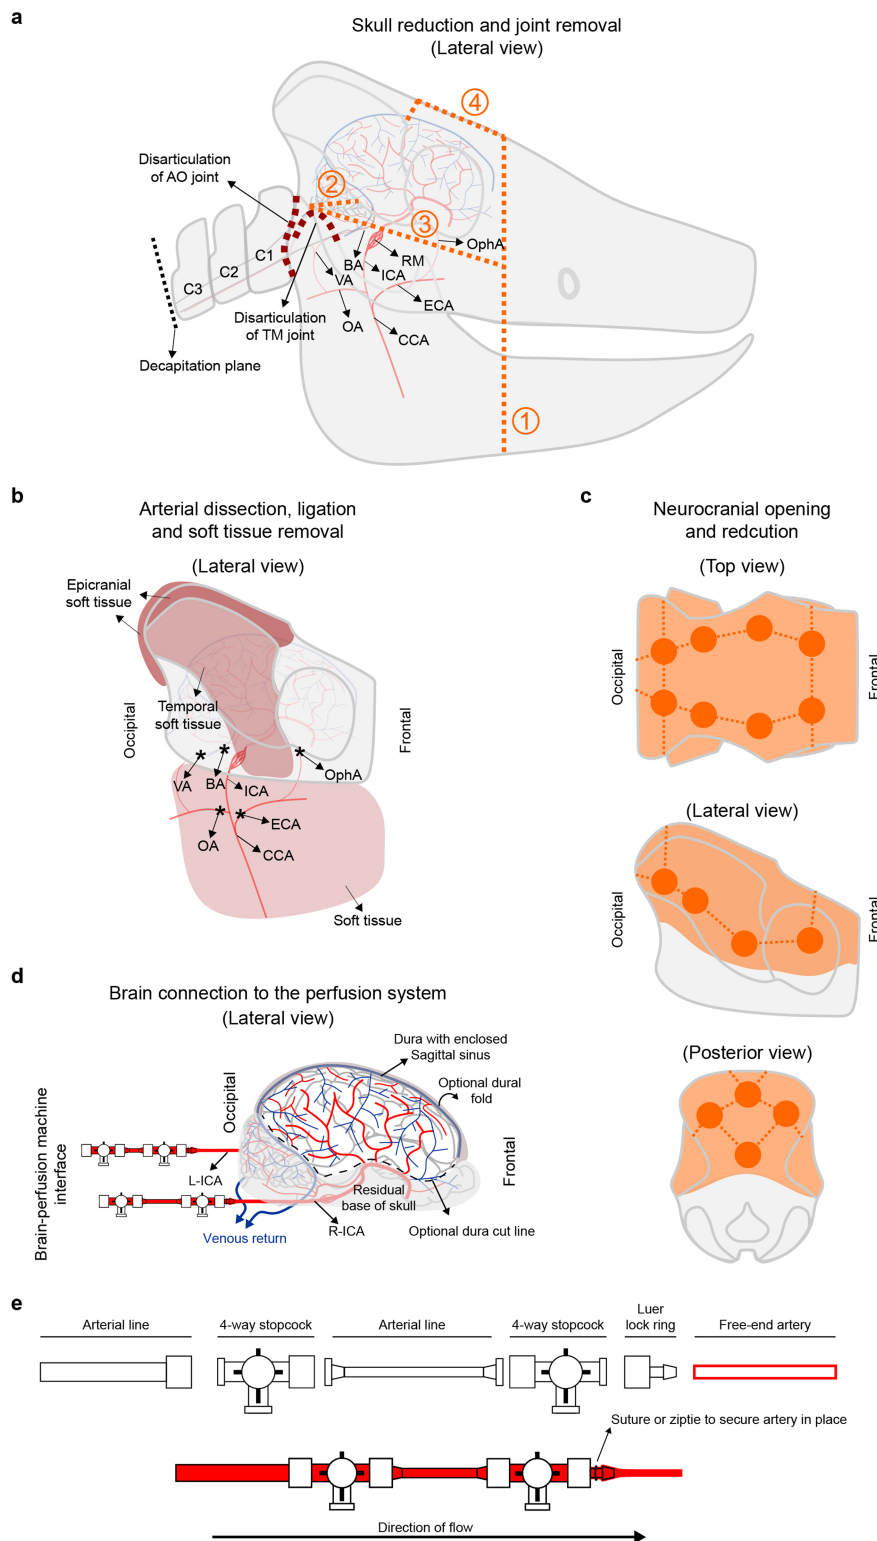 a
Skull reduction and joint removal
(Lateral view)
④
Disarticulation
of AO joint
②
③
OphA
C1
C2
C3
BA
RM
VA
ICA
ECA
Disarticulation
of TM joint
OA
CCA
Decapitation plane
①
b
Arterial dissection, ligation
and soft tissue removal
(Lateral view)
Epicranial
soft tissue
Temporal
soft tissue
Occipital
Frontal
*
*
*
VA
BA
ICA
OphA
*
*
OA
ECA
CCA
Soft tissue
c
Neurocranial opening
and redcution
(Top view)
Occipital
Frontal
(Lateral view)
Occipital
Frontal
(Posterior view)
d
Brain connection to the perfusion system
(Lateral view)
Dura with enclosed
Sagittal sinus
Optional dural
fold
Occipital
Frontal
Brain-perfusion machine
interface
L-ICA
Residual
base of skull
Venous return
R-ICA
Optional dura cut line
e
Arterial line
4-way stopcock
Arterial line
4-way stopcock
Luer
lock ring
Free-end artery
Suture or ziptie to secure artery in place
Direction of flow